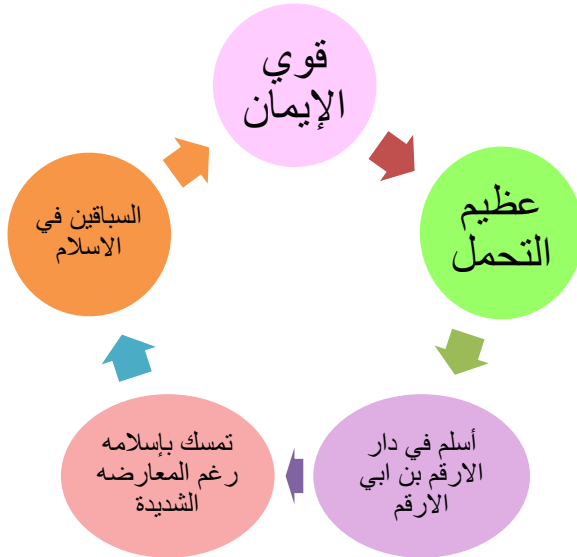 قوي
الإيمان
عظيم
التحمل
أسلم في دار
الارقم بن ابي
الارقم
تمسك بإسلامه
رغم المعارضه
الشديدة
السباقين في
الاسلام